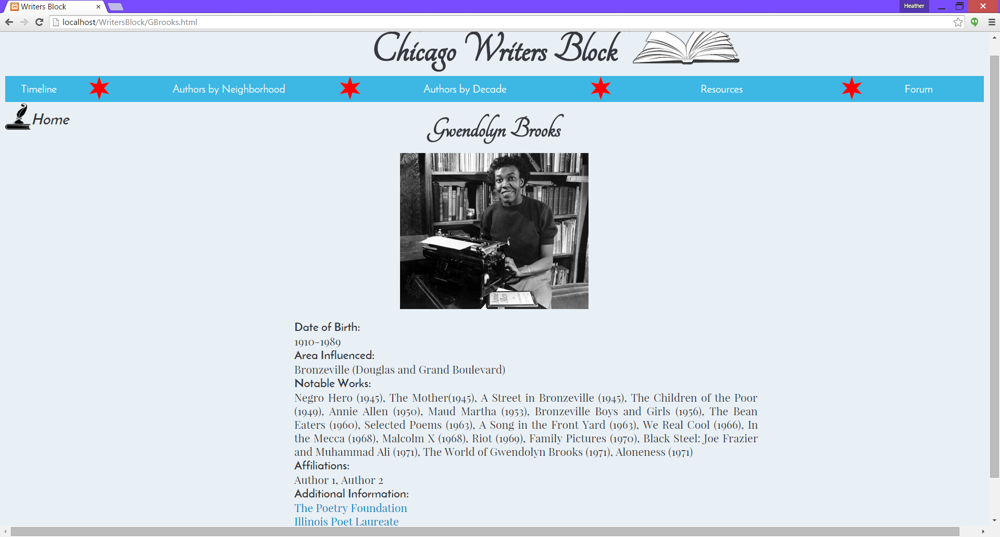 Writers Block
Heather
localhost/WritersBlock/GBrooks.html
Chicago Writers Block
Timeline Authors by Neighborhood Authors by Decade Resources Forum
Home
Gwendolyn Brooks
Annie
Allen
Date of Birth:
1910-1989
Area Influenced:
Bronzeville (Douglas and Grand Boulevard)
Notable Works:
Negro Hero (1945), The Mother(1945), A Street in Bronzeville (1945), The Children of the Poor
(1949), Annie Allen (1950), Maud Martha (1953), Bronzeville Boys and Girls (1956), The Bean
Eaters (1960), Selected Poems (1963), A Song in the Front Yard (1963), We Real Cool (1966), In
the Mecca (1968), Malcolm X (1968), Riot (1969), Family Pictures (1970), Black Steel: Joe Frazier
and Muhammad Ali (1971), The World of Gwendolyn Brooks (1971), Aloneness (1971)
Affiliations:
Author 1, Author 2
Additional Information:
The Poetry Foundation
Illinois Poet Laureate